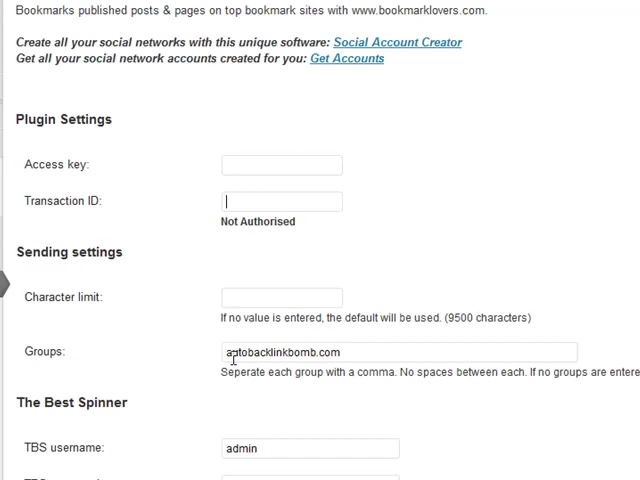 Bookmarks published posts & pages on top bookmark sites with www.bookmarklovers.com.
Create all your social networks with this unique software: Social Account Creator
Get all your social network accounts created for you: Get Accounts
Plugin Settings
Access key:
Transaction ID:
Not Authorised
Sending settings
Character limit:
If no value is entered, the default will be used. (9500 characters)
Groups: autobacklinkbomb.com
Seperate each group with a comma. No spaces between each. If no groups are entere
The Best Spinner
TBS username: admin